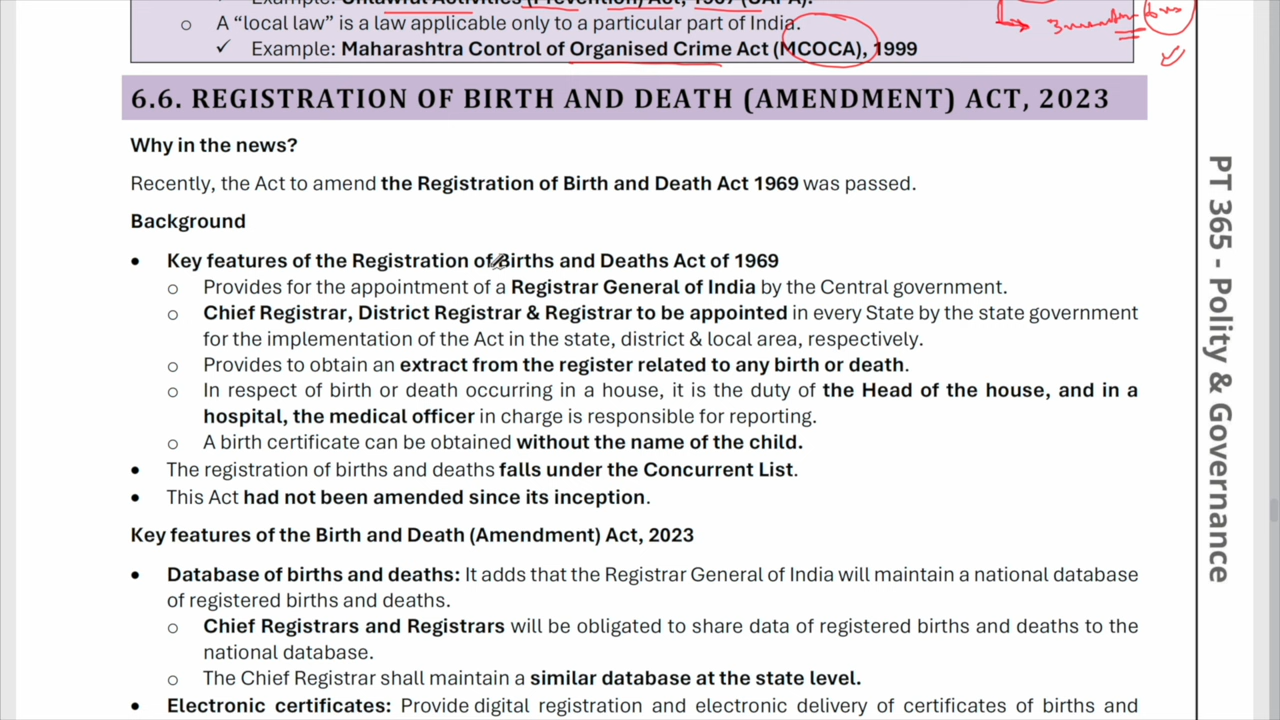 Example: Unlawful Activities (Prevention) Act, 1967 (UAPA).
o A “local law” is a law applicable only to a particular part of India.
✓ Example: Maharashtra Control of Organised Crime Act (MCOCA), 1999
6.6. REGISTRATION OF BIRTH AND DEATH (AMENDMENT) ACT, 2023
Why in the news?
Recently, the Act to amend the Registration of Birth and Death Act 1969 was passed.
Background
• Key features of the Registration of Births and Deaths Act of 1969
o Provides for the appointment of a Registrar General of India by the Central government.
o Chief Registrar, District Registrar & Registrar to be appointed in every State by the state government
for the implementation of the Act in the state, district & local area, respectively.
o Provides to obtain an extract from the register related to any birth or death.
o In respect of birth or death occurring in a house, it is the duty of the Head of the house, and in a
hospital, the medical officer in charge is responsible for reporting.
o A birth certificate can be obtained without the name of the child.
• The registration of births and deaths falls under the Concurrent List.
• This Act had not been amended since its inception.
Key features of the Birth and Death (Amendment) Act, 2023
• Database of births and deaths: It adds that the Registrar General of India will maintain a national database
of registered births and deaths.
o Chief Registrars and Registrars will be obligated to share data of registered births and deaths to the
national database.
o The Chief Registrar shall maintain a similar database at the state level.
• Electronic certificates: Provide digital registration and electronic delivery of certificates of births and
PT 365 - Polity & Governance